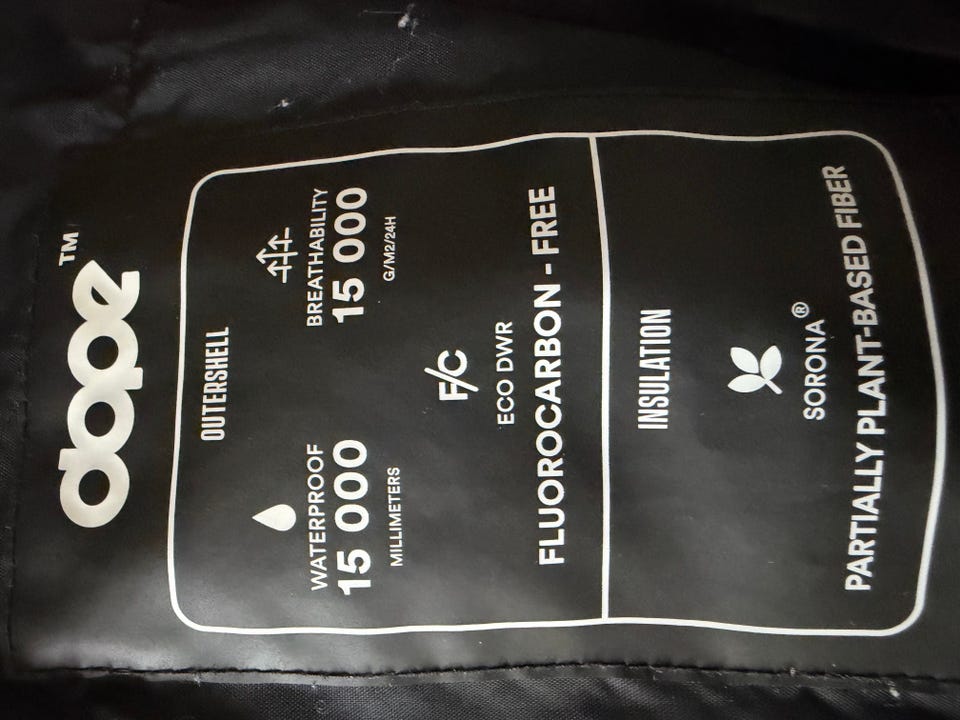 dope™
OUTERSHELL
WATERPROOF
15 000
MILLIMETERS
BREATHABILITY
15 000
G/M2/24H
F/C
ECO DWR
FLUOROCARBON - FREE
INSULATION
SORONA®
PARTIALLY PLANT-BASED FIBER